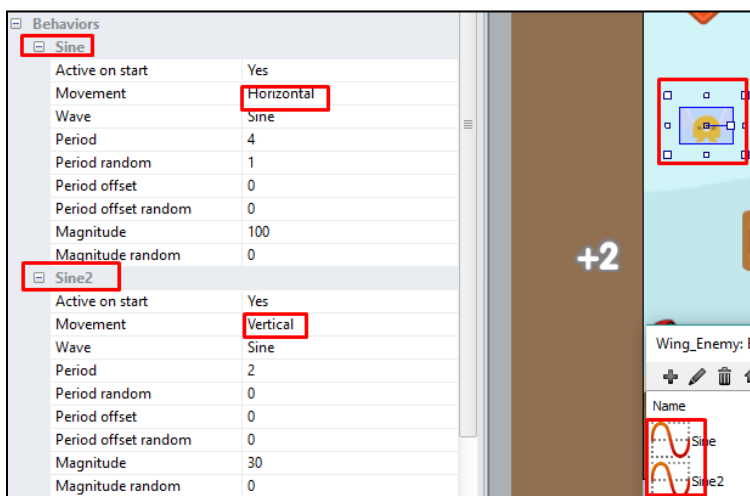 Behaviors
Sine
Active on start Yes
Movement Horizontal
Wave Sine
Period 4
Period random 1
Period offset 0
Period offset random 0
Magnitude 100
Magnitude random 0
Sine2
Active on start Yes
Movement Vertical
Wave Sine
Period 2
Period random 0
Period offset 0
Period offset random 0
Magnitude 30
Magnitude random 0
+2
Wing_Enemy:
Name
Sine
Sine2